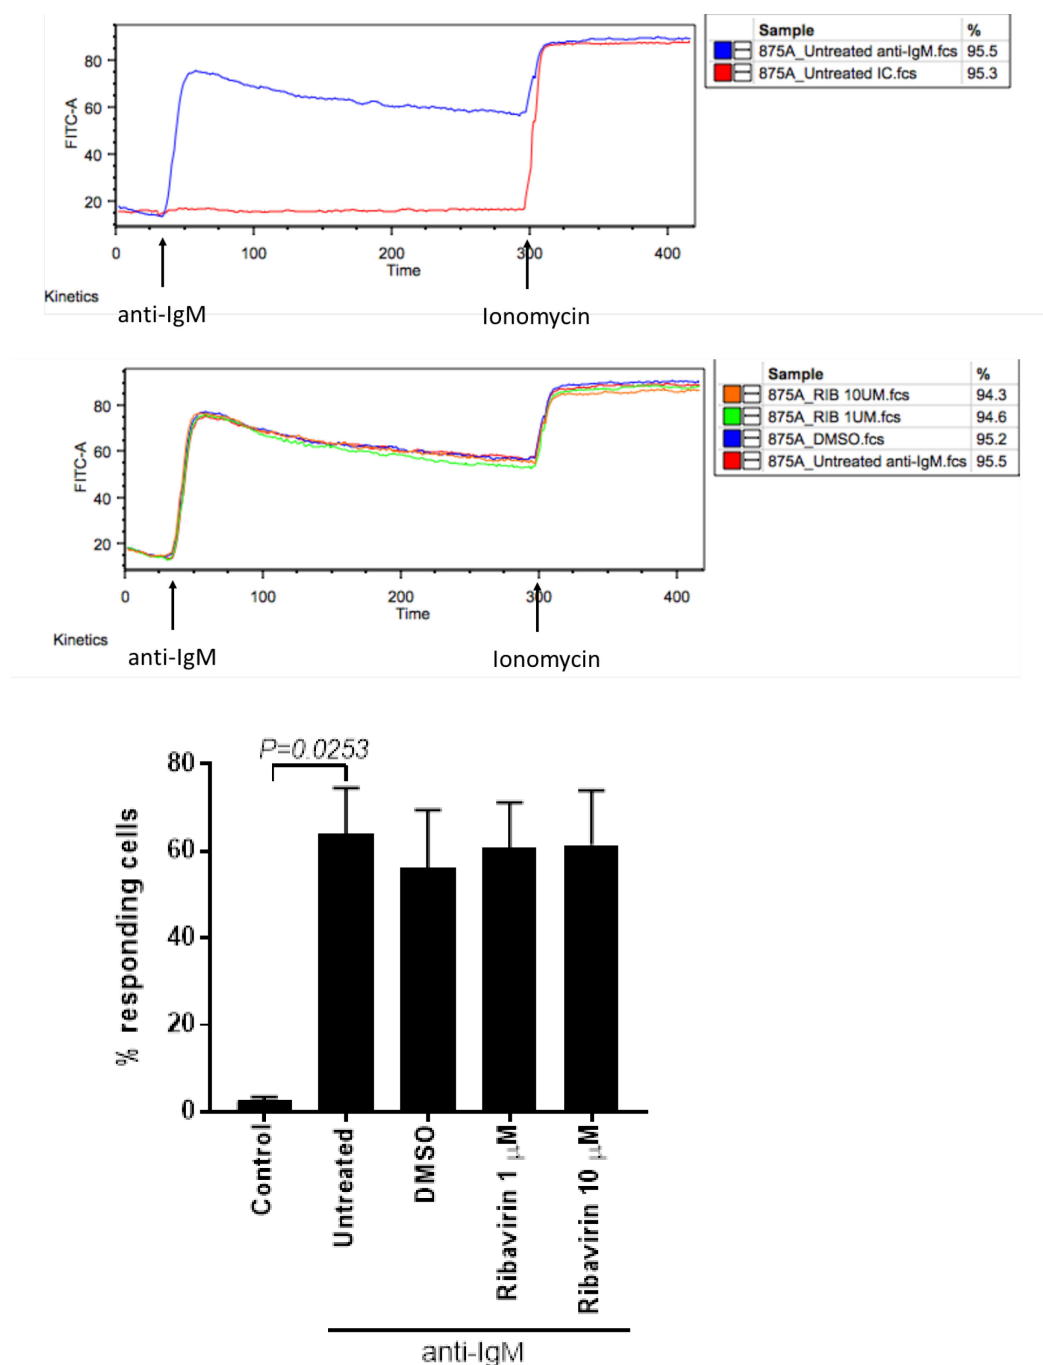 Sample %
875A_Untreated anti-IgM.fcs 95.5
875A_Untreated IC.fcs 95.3
80
60
40
20
FITC-A
0 100 200 300 400
Time
Kinetics
anti-IgM Ionomycin
Sample %
875A_RIB 10UM.fcs 94.3
875A_RIB 1UM.fcs 94.6
875A_DMSO.fcs 95.2
875A_Untreated anti-IgM.fcs 95.5
80
60
40
20
FITC-A
0 100 200 300 400
Time
Kinetics
anti-IgM Ionomycin
P=0.0253
80
60
40
20
0
% responding cells
Control
Untreated
DMSO
Ribavirin 1 μM
Ribavirin 10 μM
anti-IgM